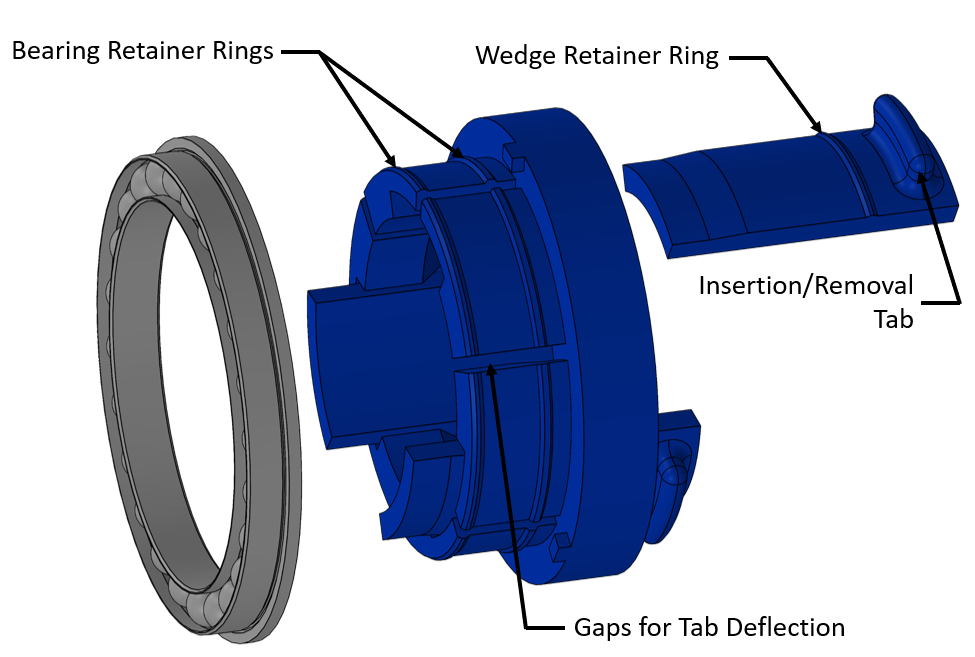 Bearing Retainer Rings
Wedge Retainer Ring
Insertion/Removal
Tab
Gaps for Tab Deflection